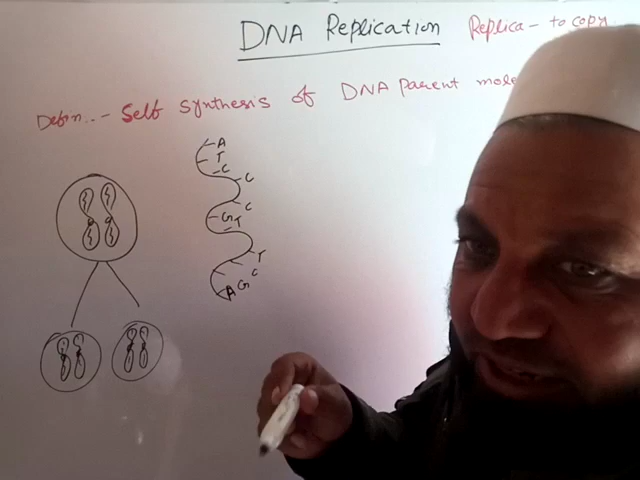 DNA Replication Replica - to copy
Defin..- Self synthesis of DNA parent mole
A
T
C
C
C
G
T
T
C
G
A